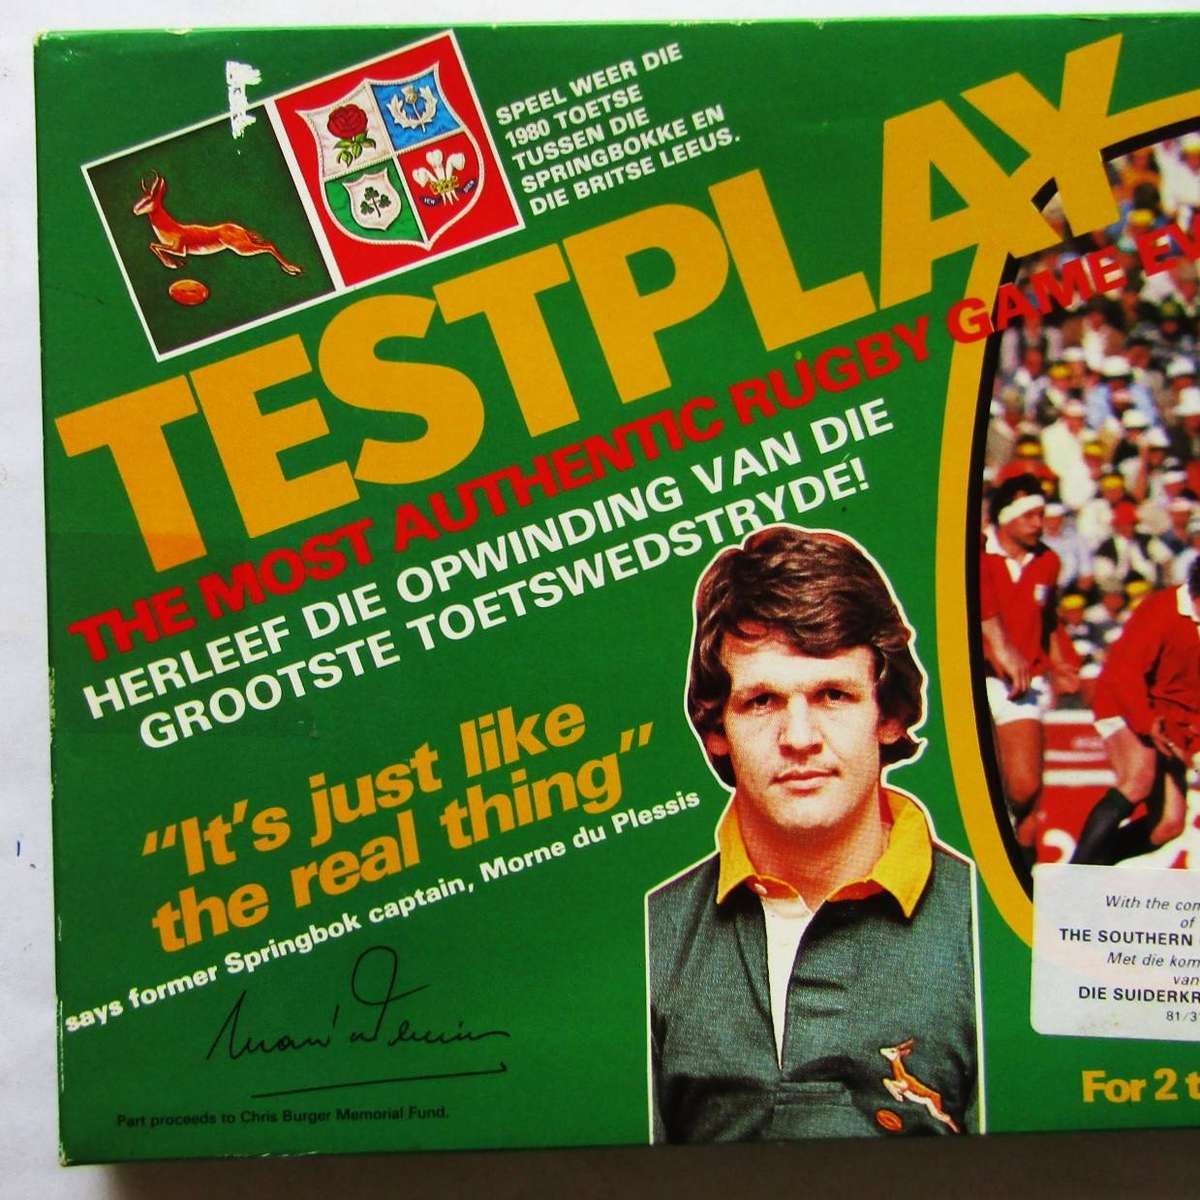 SPEEL WEER DIE
1980 TOETSE
TUSSEN DIE
SPRINGBOKKE EN
DIE BRITSE LEEUS.
TESTPLAY
THE MOST AUTHENTIC RUGBY GAME EV
HERLEEF DIE OPWINDING VAN DIE
GROOTSTE TOETSWEDSTRYDE!
"It's just like
the real thing"
says former Springbok captain, Morne du Plessis
Part proceeds to Chris Burger Memorial Fund.
With the com
of
THE SOUTHERN
Met die kom
van
DIE SUIDERKR
81/3
For 2 t